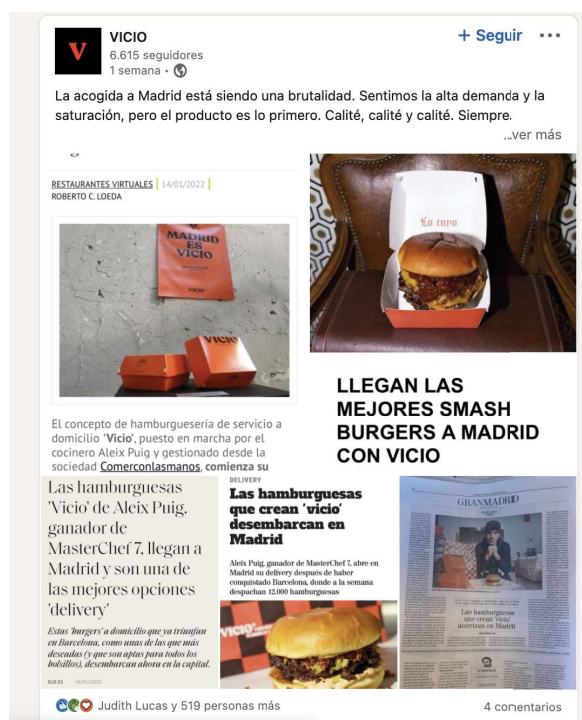 VICIO
6.615 seguidores
1 semana •
+ Seguir
La acogida a Madrid está siendo una brutalidad. Sentimos la alta demanda y la
saturación, pero el producto es lo primero. Calité, calité y calité. Siempre.
...ver más
RESTAURANTES VIRTUALES | 14/01/2022 |
ROBERTO C. LOEDA
MADRID
ES
VICIO
VICIO
VICIO
El concepto de hamburguesería de servicio a
domicilio 'Vicio', puesto en marcha por el
cocinero Aleix Puig y gestionado desde la
sociedad Comerconlasmanos, comienza su
Lo tuyo
LLEGAN LAS
MEJORES SMASH
BURGERS A MADRID
CON VICIO
Las hamburguesas
'Vicio' de Aleix Puig,
ganador de
MasterChef 7, llegan a
Madrid y son una de
las mejores opciones
'delivery'
Estas 'burgers' a domicilio que ya triunfan
en Barcelona, como unas de las que más
deseadas (y que son aptas para todos los
bolsillos), desembarcan ahora en la capital.
ELLE.ES 14/01/2022
DELIVERY
Las hamburguesas
que crean 'vicio'
desembarcan en
Madrid
Aleix Puig, ganador de MasterChef 7, abre en
Madrid su delivery después de haber
conquistado Barcelona, donde a la semana
despachan 12.000 hamburguesas
VICIO
GRANMADRID
Las hamburguesas
que crean 'vicio'
aterrizan en Madrid
Judith Lucas y 519 personas más
4 comentarios